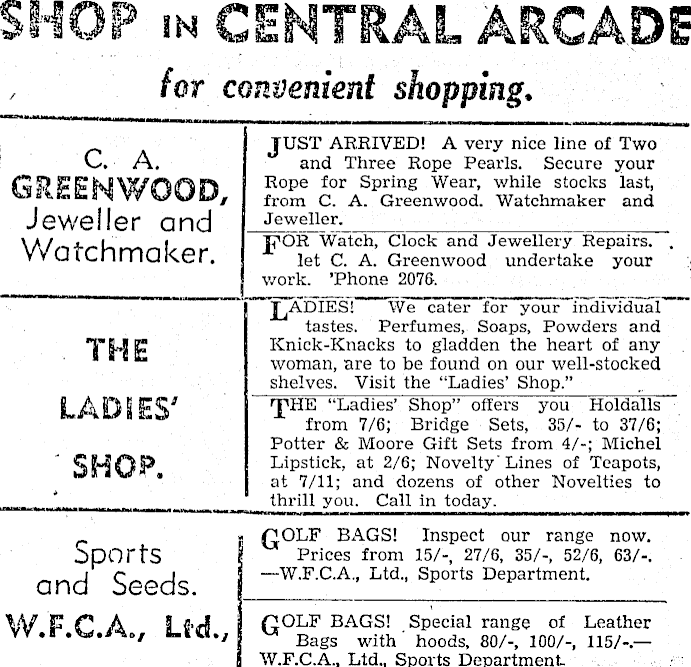 SHOP IN CENTRAL ARCADE
for convenient shopping.
C. A.
GREENWOOD,
Jeweller and
Watchmaker.
JUST ARRIVED! A very nice line of Two
and Three Rope Pearls. Secure your
Rope for Spring Wear, while stocks last,
from C. A. Greenwood. Watchmaker and
Jeweller.
FOR Watch, Clock and Jewellery Repairs.
let C. A. Greenwood undertake your
work. 'Phone 2076.
THE
LADIES'
SHOP.
LADIES! We cater for your individual
tastes. Perfumes, Soaps, Powders and
Knick-Knacks to gladden the heart of any
woman, are to be found on our well-stocked
shelves. Visit the "Ladies' Shop."
THE "Ladies' Shop" offers you Holdalls
from 7/6; Bridge Sets, 35/- to 37/6;
Potter & Moore Gift Sets from 4/-; Michel
Lipstick, at 2/6; Novelty Lines of Teapots,
at 7/11; and dozens of other Novelties to
thrill you. Call in today.
Sports
and Seeds.
W.F.C.A., Ltd.,
GOLF BAGS! Inspect our range now.
Prices from 15/-, 27/6, 35/-, 52/6, 63/-.
—W.F.C.A., Ltd., Sports Department.
GOLF BAGS! Special range of Leather
Bags with hoods, 80/-, 100/-, 115/-.—
W.F.C.A., Ltd., Sports Department.